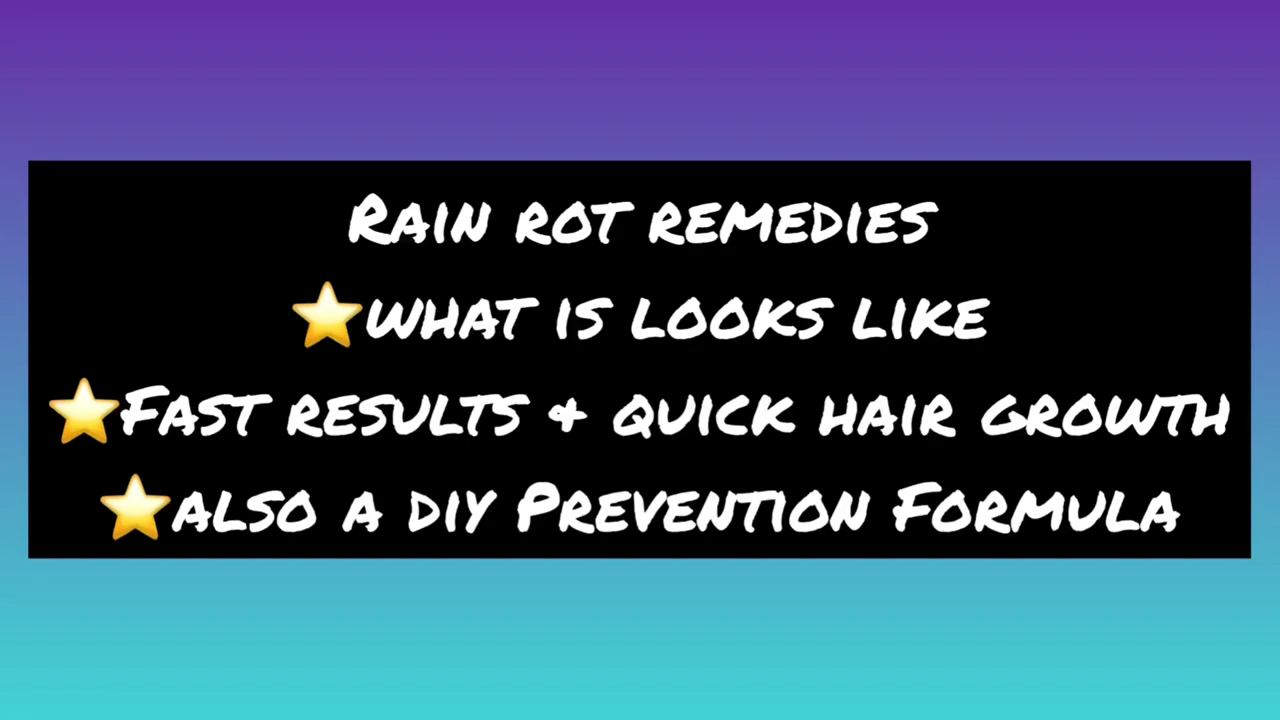 Rain rot remedies
⭐what is looks like
⭐Fast results & quick hair growth
⭐also a DIY Prevention Formula